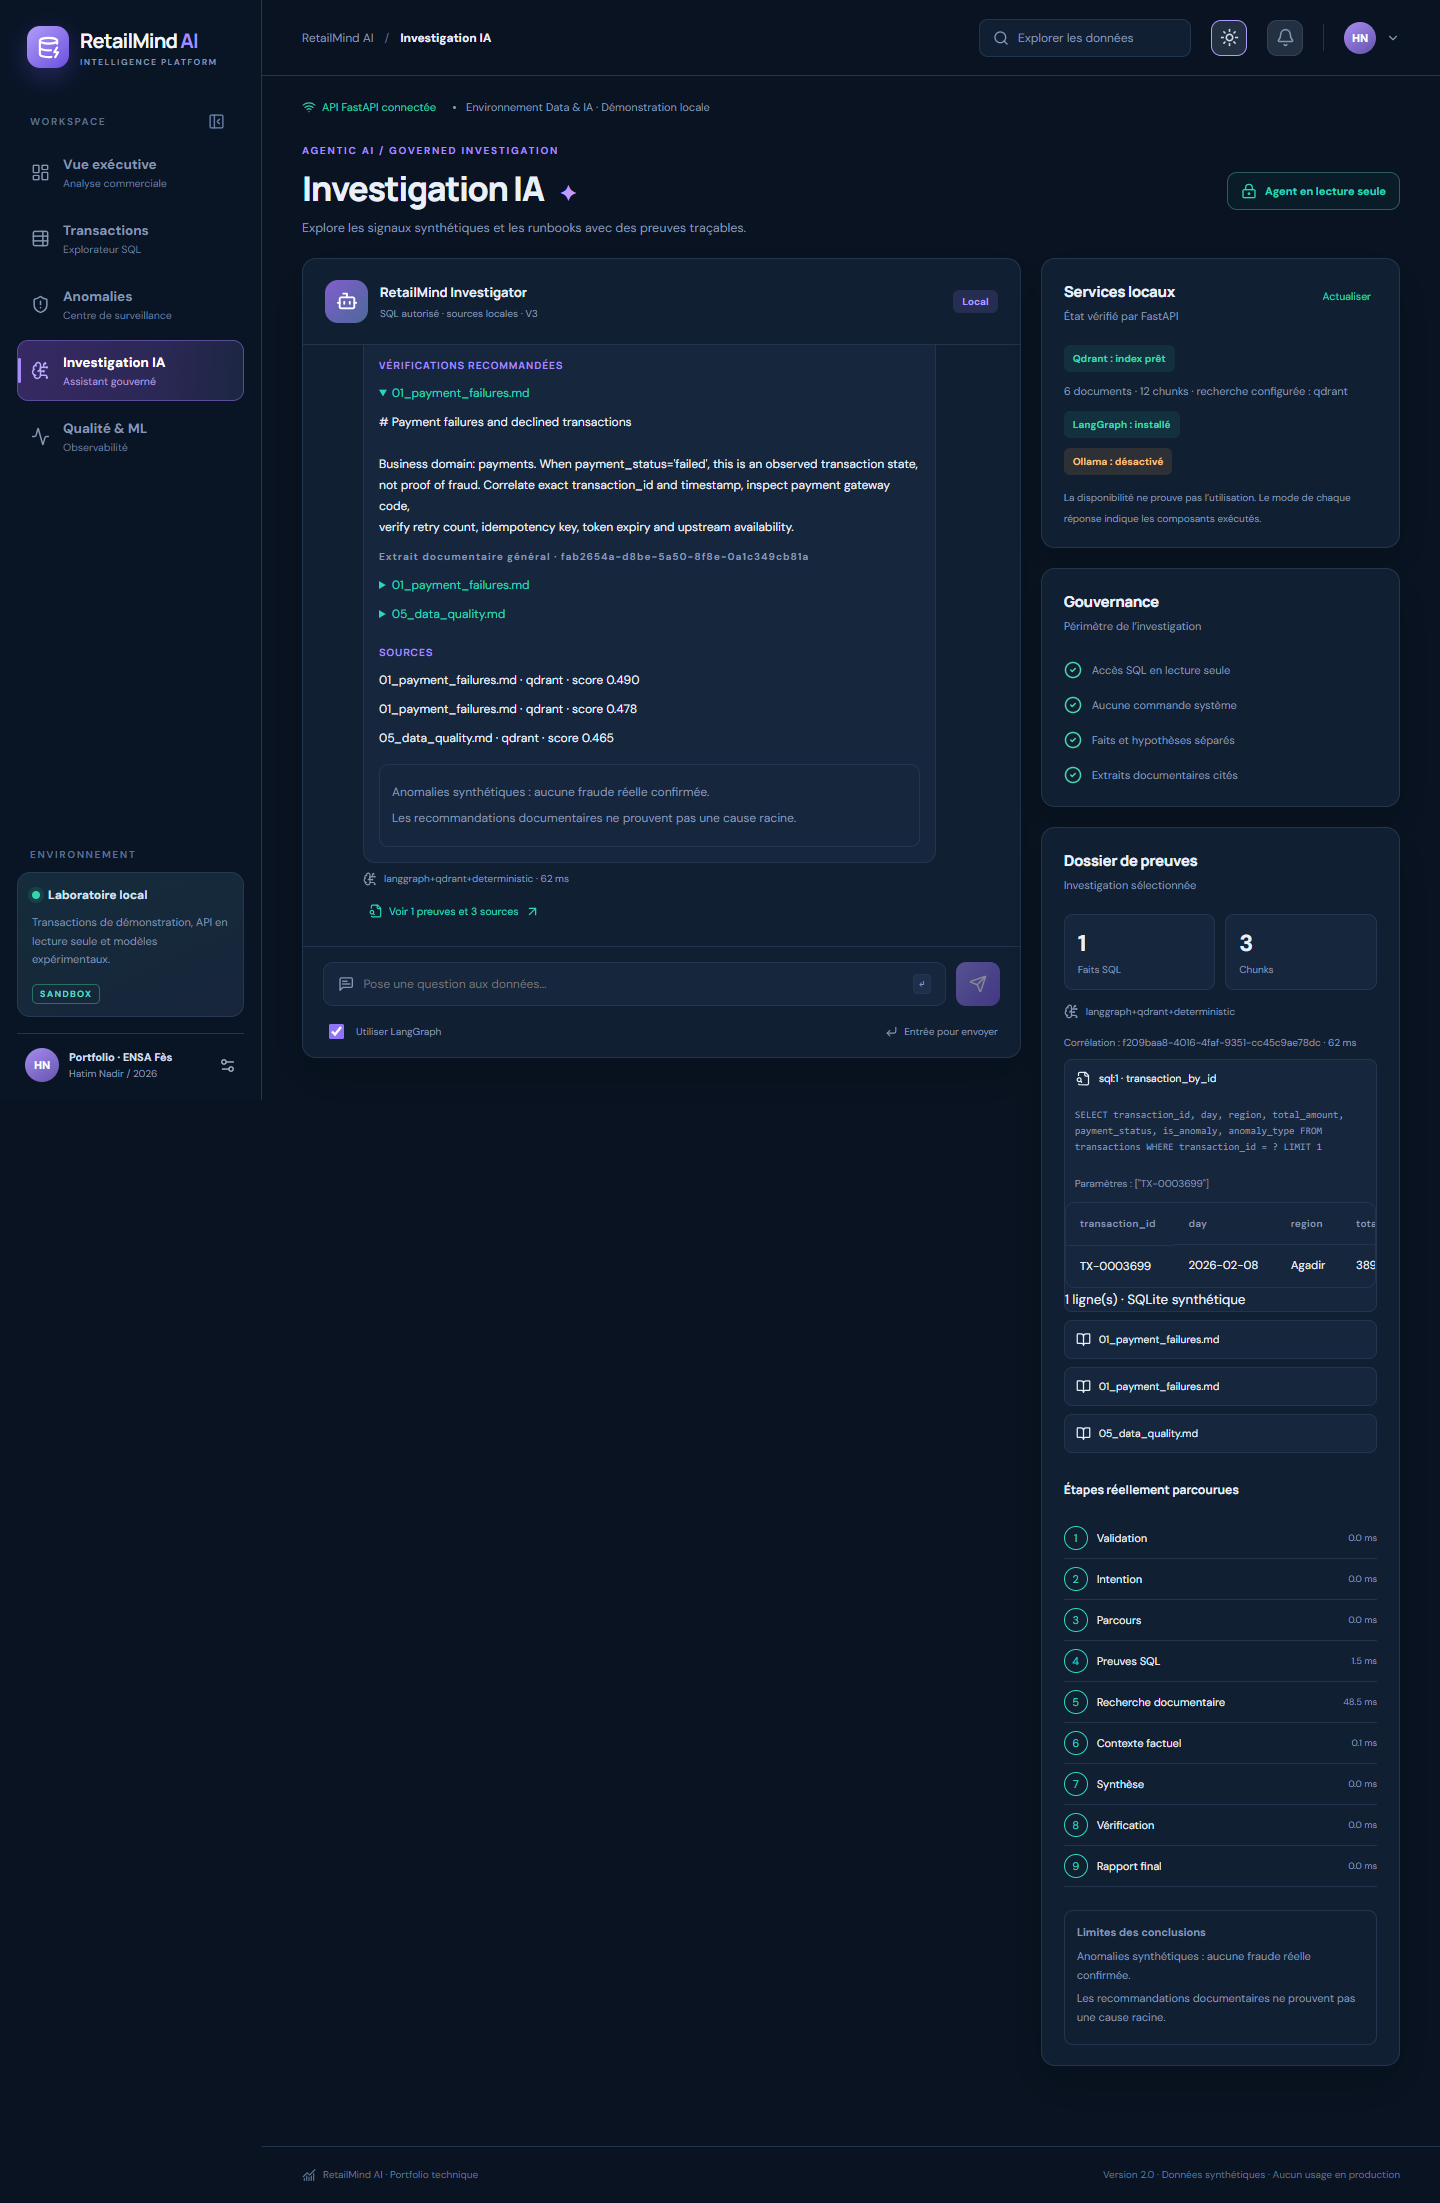 RetailMind AI
INTELLIGENCE PLATFORM
WORKSPACE
Vue exécutive
Analyse commerciale
Transactions
Explorateur SQL
Anomalies
Centre de surveillance
Investigation IA
Assistant gouverné
Qualité & ML
Observabilité
ENVIRONNEMENT
Laboratoire local
Transactions de démonstration, API en
lecture seule et modèles
expérimentaux.
SANDBOX
HN
Portfolio · ENSA Fès
Hatim Nadir / 2026
RetailMind AI / Investigation IA
Explorer les données
HN
API FastAPI connectée • Environnement Data & IA · Démonstration locale
AGENTIC AI / GOVERNED INVESTIGATION
Investigation IA
Explore les signaux synthétiques et les runbooks avec des preuves traçables.
Agent en lecture seule
RetailMind Investigator
SQL autorisé · sources locales · V3
Local
VÉRIFICATIONS RECOMMANDÉES
▼ 01_payment_failures.md
# Payment failures and declined transactions
Business domain: payments. When payment_status='failed', this is an observed transaction state,
not proof of fraud. Correlate exact transaction_id and timestamp, inspect payment gateway
code,
verify retry count, idempotency key, token expiry and upstream availability.
Extrait documentaire général · fab2654a-d8be-5a50-8f8e-0a1c349cb81a
▶ 01_payment_failures.md
▶ 05_data_quality.md
SOURCES
01_payment_failures.md · qdrant · score 0.490
01_payment_failures.md · qdrant · score 0.478
05_data_quality.md · qdrant · score 0.465
Anomalies synthétiques : aucune fraude réelle confirmée.
Les recommandations documentaires ne prouvent pas une cause racine.
langgraph+qdrant+deterministic · 62 ms
Voir 1 preuves et 3 sources
Pose une question aux données...
Utiliser LangGraph
Entrée pour envoyer
Services locaux
Actualiser
État vérifié par FastAPI
Qdrant : index prêt
6 documents · 12 chunks · recherche configurée : qdrant
LangGraph : installé
Ollama : désactivé
La disponibilité ne prouve pas l'utilisation. Le mode de chaque
réponse indique les composants exécutés.
Gouvernance
Périmètre de l'investigation
Accès SQL en lecture seule
Aucune commande système
Faits et hypothèses séparés
Extraits documentaires cités
Dossier de preuves
Investigation sélectionnée
1
Faits SQL
3
Chunks
langgraph+qdrant+deterministic
Corrélation : f209baa8-4016-4faf-9351-cc45c9ae78dc · 62 ms
sql:1 · transaction_by_id
SELECT transaction_id, day, region, total_amount,
payment_status, is_anomaly, anomaly_type FROM
transactions WHERE transaction_id = ? LIMIT 1
Paramètres : ["TX-0003699"]
transaction_id day region tota
TX-0003699 2026-02-08 Agadir 389
1 ligne(s) · SQLite synthétique
01_payment_failures.md
01_payment_failures.md
05_data_quality.md
Étapes réellement parcourues
1 Validation 0.0 ms
2 Intention 0.0 ms
3 Parcours 0.0 ms
4 Preuves SQL 1.5 ms
5 Recherche documentaire 48.5 ms
6 Contexte factuel 0.1 ms
7 Synthèse 0.0 ms
8 Vérification 0.0 ms
9 Rapport final 0.0 ms
Limites des conclusions
Anomalies synthétiques : aucune fraude réelle
confirmée.
Les recommandations documentaires ne prouvent pas
une cause racine.
RetailMind AI · Portfolio technique
Version 2.0 · Données synthétiques · Aucun usage en production